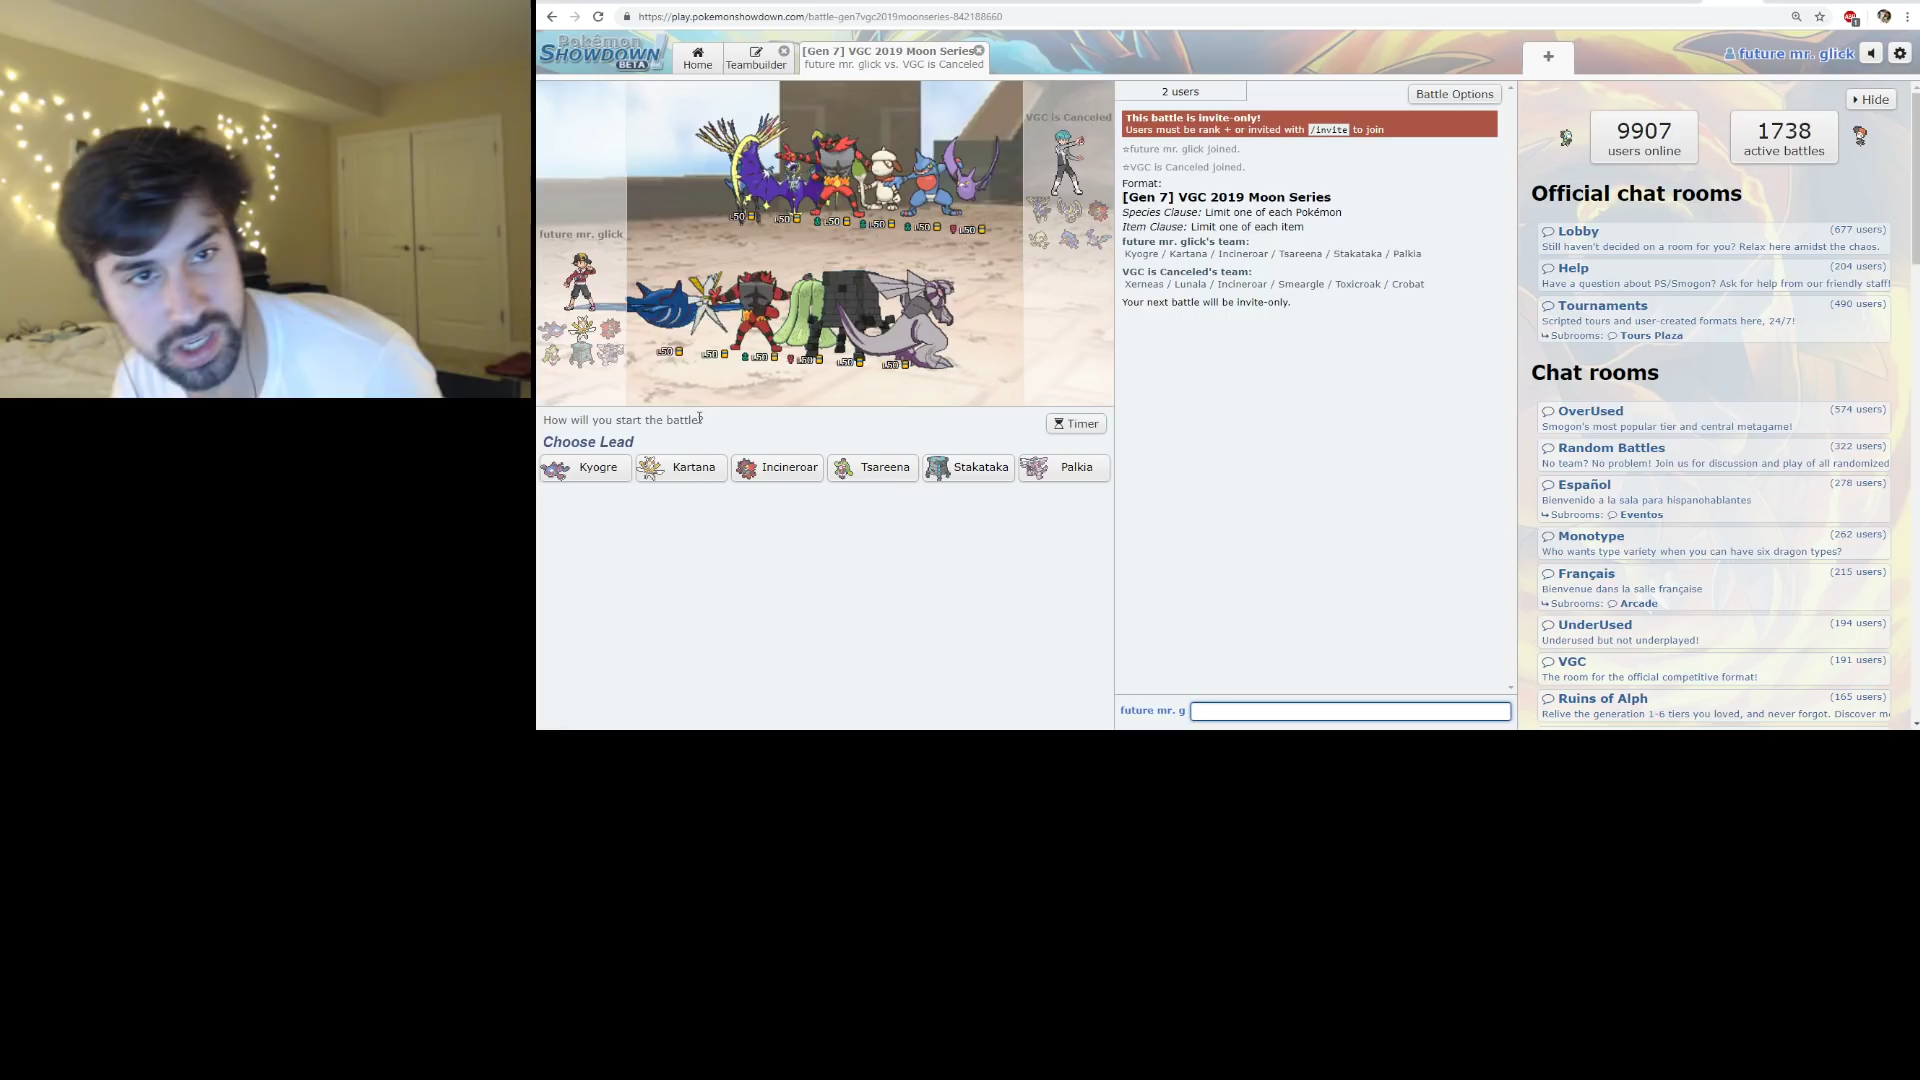 https://play.pokemonshowdown.com/battle-gen7vgc2019moonseries-842188660
Pokémon
SHOWDOWN
BETA
Home
Teambuilder
[Gen 7] VGC 2019 Moon Series
future mr. glick vs. VGC is Canceled
+
future mr. glick
VGC is Canceled
future mr. glick
L50 L50 L50 L50 L50 L50
L50 L50 L50 L50 L50 L50
How will you start the battle?
Timer
Choose Lead
Kyogre Kartana Incineroar Tsareena Stakataka Palkia
2 users
Battle Options
This battle is invite-only!
Users must be rank + or invited with /invite to join
☆future mr. glick joined.
☆VGC is Canceled joined.
Format:
[Gen 7] VGC 2019 Moon Series
Species Clause: Limit one of each Pokémon
Item Clause: Limit one of each item
future mr. glick's team:
Kyogre / Kartana / Incineroar / Tsareena / Stakataka / Palkia
VGC is Canceled's team:
Xerneas / Lunala / Incineroar / Smeargle / Toxicroak / Crobat
Your next battle will be invite-only.
future mr. g
Hide
9907
users online
1738
active battles
Official chat rooms
Lobby (677 users)
Still haven't decided on a room for you? Relax here amidst the chaos.
Help (204 users)
Have a question about PS/Smogon? Ask for help from our friendly staff!
Tournaments (490 users)
Scripted tours and user-created formats here, 24/7!
↳Subrooms: Tours Plaza
Chat rooms
OverUsed (574 users)
Smogon's most popular tier and central metagame!
Random Battles (322 users)
No team? No problem! Join us for discussion and play of all randomized
Español (278 users)
Bienvenido a la sala para hispanohablantes
↳Subrooms: Eventos
Monotype (262 users)
Who wants type variety when you can have six dragon types?
Français (215 users)
Bienvenue dans la salle française
↳Subrooms: Arcade
UnderUsed (194 users)
Underused but not underplayed!
VGC (191 users)
The room for the official competitive format!
Ruins of Alph (165 users)
Relive the generation 1-6 tiers you loved, and never forgot. Discover m